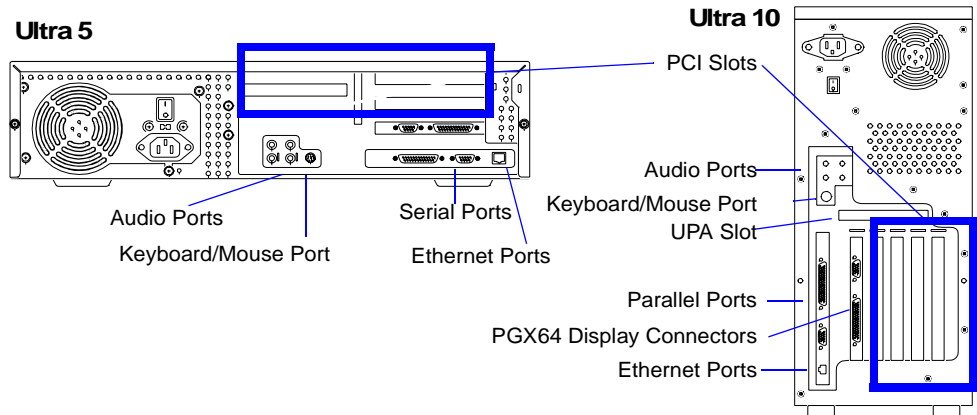 Ultra 5
Ultra 10
PCI Slots
Audio Ports
Keyboard/Mouse Port
Serial Ports
Ethernet Ports
Audio Ports
Keyboard/Mouse Port
UPA Slot
Parallel Ports
PGX64 Display Connectors
Ethernet Ports